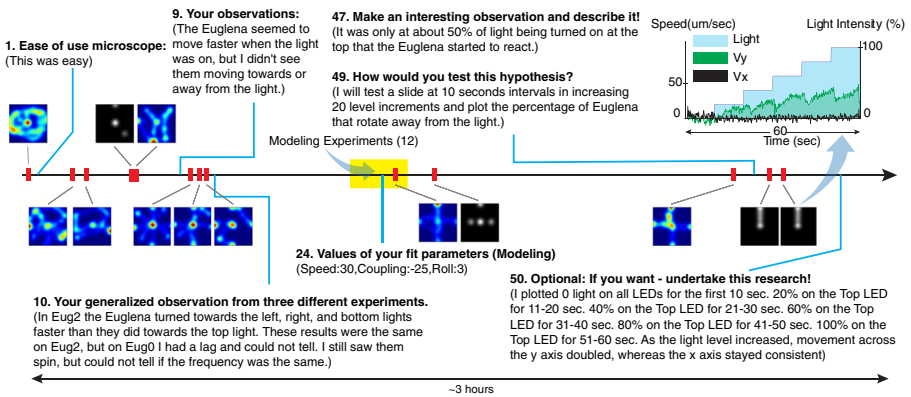 1. Ease of use microscope:
(This was easy)
9. Your observations:
(The Euglena seemed to
move faster when the light
was on, but I didn't see
them moving towards or
away from the light.)
47. Make an interesting observation and describe it!
(It was only at about 50% of light being turned on at the
top that the Euglena started to react.)
49. How would you test this hypothesis?
(I will test a slide at 10 seconds intervals in increasing
20 level increments and plot the percentage of Euglena
that rotate away from the light.)
Speed(um/sec)
Light Intensity (%)
Light
Vy
Vx
50
0
100
0
60
Time (sec)
Modeling Experiments (12)
24. Values of your fit parameters (Modeling)
(Speed:30,Coupling:-25,Roll:3)
10. Your generalized observation from three different experiments.
(In Eug2 the Euglena turned towards the left, right, and bottom lights
faster than they did towards the top light. These results were the same
on Eug2, but on Eug0 I had a lag and could not tell. I still saw them
spin, but could not tell if the frequency was the same.)
50. Optional: If you want - undertake this research!
(I plotted 0 light on all LEDs for the first 10 sec. 20% on the Top LED
for 11-20 sec. 40% on the Top LED for 21-30 sec. 60% on the Top
LED for 31-40 sec. 80% on the Top LED for 41-50 sec. 100% on the
Top LED for 51-60 sec. As the light level increased, movement across
the y axis doubled, whereas the x axis stayed consistent)
~3 hours